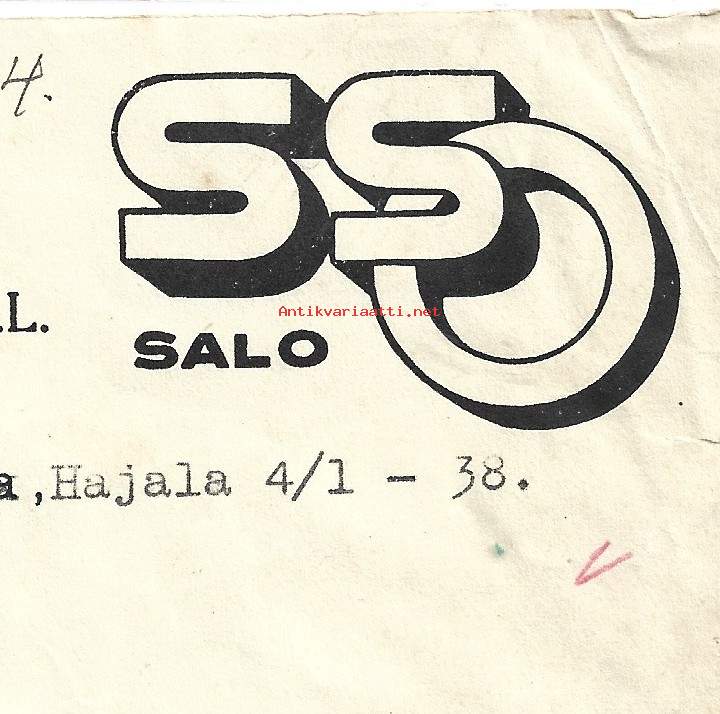 4.
SSO
.L.
Antikvariaatti.net
SALO
a,Hajala 4/1 - 38.